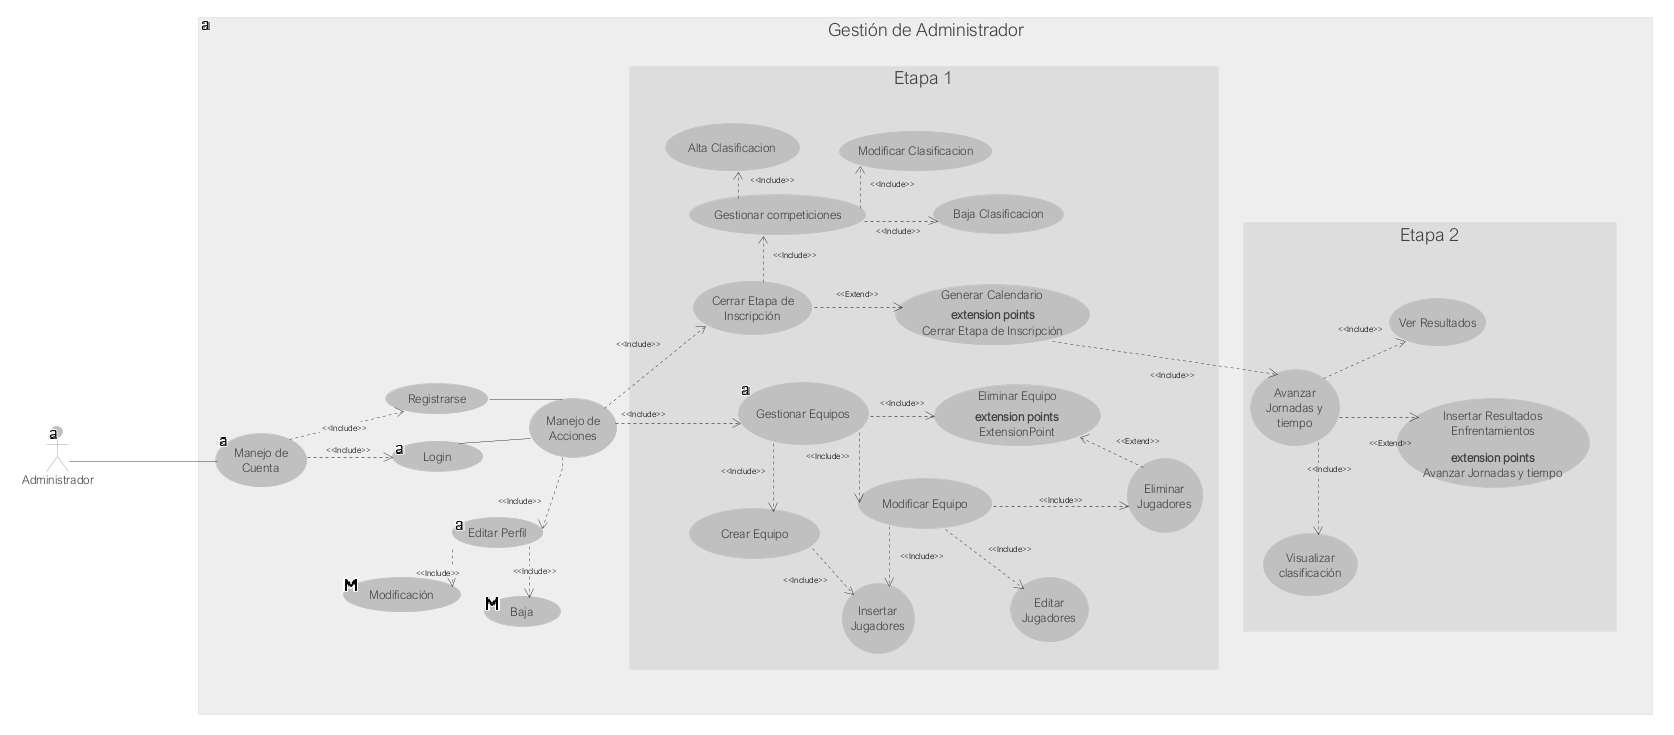 a
Gestión de Administrador
Etapa 1
Alta Clasificacion
Modificar Clasificacion
<<Include>>
<<Include>>
Gestionar competiciones
Baja Clasificacion
<<Include>>
<<Include>>
Cerrar Etapa de
Inscripción
<<Extend>>
Generar Calendario
extension points
Cerrar Etapa de Inscripción
<<Include>>
<<Include>>
a
Gestionar Equipos
<<Include>>
<<Include>>
Eliminar Equipo
extension points
ExtensionPoint
<<Extend>>
<<Include>>
<<Include>>
Modificar Equipo
<<Include>>
Eliminar
Jugadores
Crear Equipo
<<Include>>
<<Include>>
<<Include>>
Insertar
Jugadores
Editar
Jugadores
Etapa 2
Ver Resultados
<<Include>>
Avanzar
Jornadas y
tiempo
Insertar Resultados
Enfrentamientos
extension points
Avanzar Jornadas y tiempo
<<Extend>>
<<Include>>
Visualizar
clasificación
a
Administrador
a
Manejo de
Cuenta
<<Include>>
<<Include>>
Registrarse
a
Login
Manejo de
Acciones
<<Include>>
a
Editar Perfil
<<Include>>
<<Include>>
M
Modificación
M
Baja